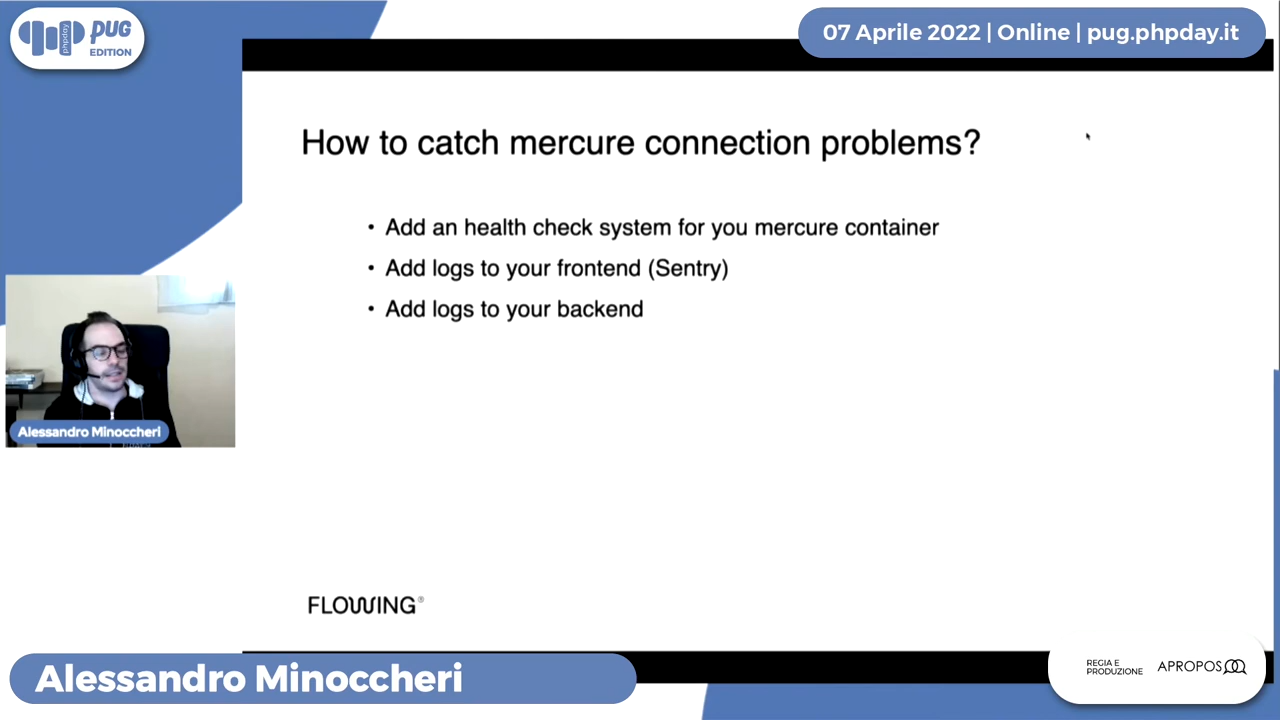 phpday
PUG
EDITION
07 Aprile 2022 | Online | pug.phpday.it
How to catch mercure connection problems?
• Add an health check system for you mercure container
• Add logs to your frontend (Sentry)
• Add logs to your backend
Alessandro Minoccheri
FLOWING®
Alessandro Minoccheri
REGIA E
PRODUZIONE
APROPOS